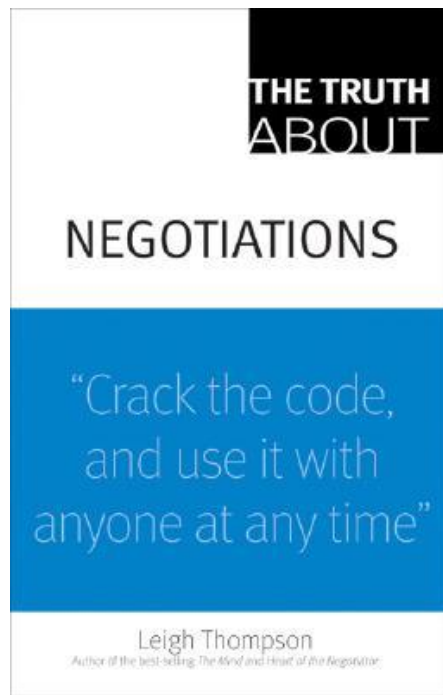 THE TRUTH
ABOUT
NEGOTIATIONS
“Crack the code,
and use it with
anyone at any time”
Leigh Thompson
Author of the best-selling The Mind and Heart of the Negotiator